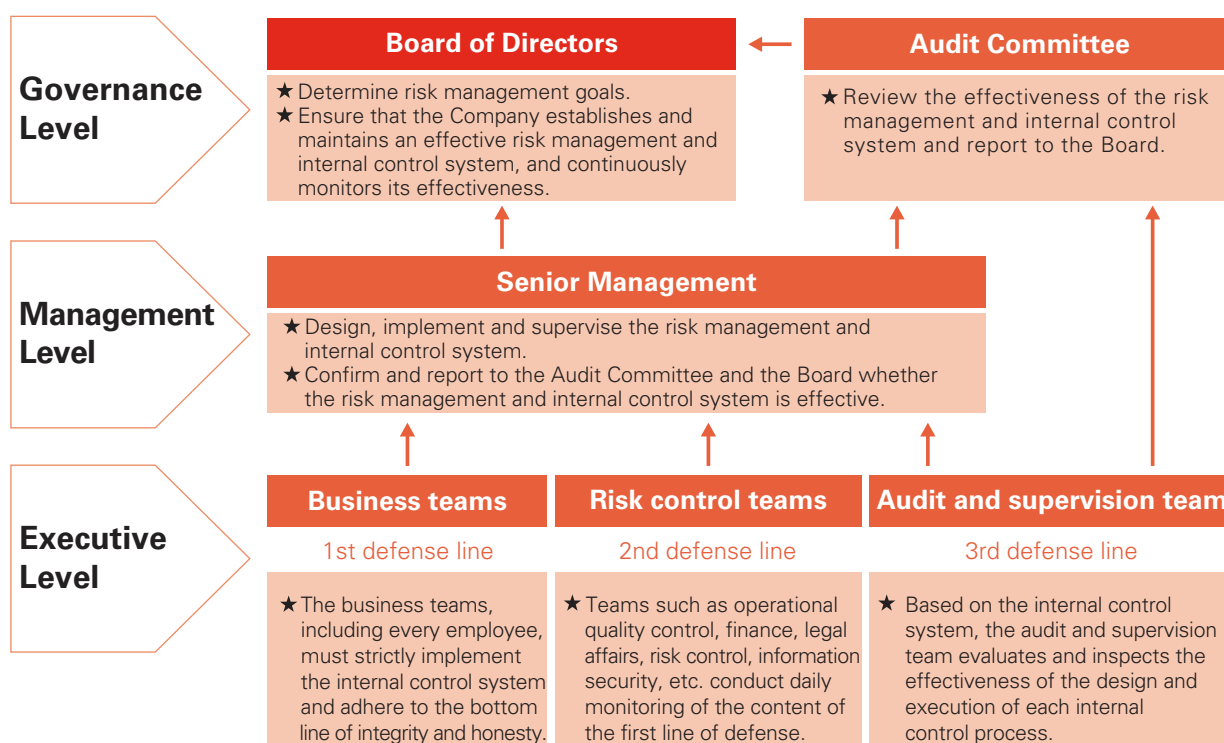 Governance
Level
Board of Directors
★ Determine risk management goals.
★ Ensure that the Company establishes and
maintains an effective risk management and
internal control system, and continuously
monitors its effectiveness.
Audit Committee
★ Review the effectiveness of the risk
management and internal control
system and report to the Board.
Management
Level
Senior Management
★ Design, implement and supervise the risk management and
internal control system.
★ Confirm and report to the Audit Committee and the Board whether
the risk management and internal control system is effective.
Executive
Level
Business teams
1st defense line
★ The business teams,
including every employee,
must strictly implement
the internal control system
and adhere to the bottom
line of integrity and honesty.
Risk control teams
2nd defense line
★ Teams such as operational
quality control, finance, legal
affairs, risk control, information
security, etc. conduct daily
monitoring of the content of
the first line of defense.
Audit and supervision team
3rd defense line
★ Based on the internal control
system, the audit and supervision
team evaluates and inspects the
effectiveness of the design and
execution of each internal
control process.